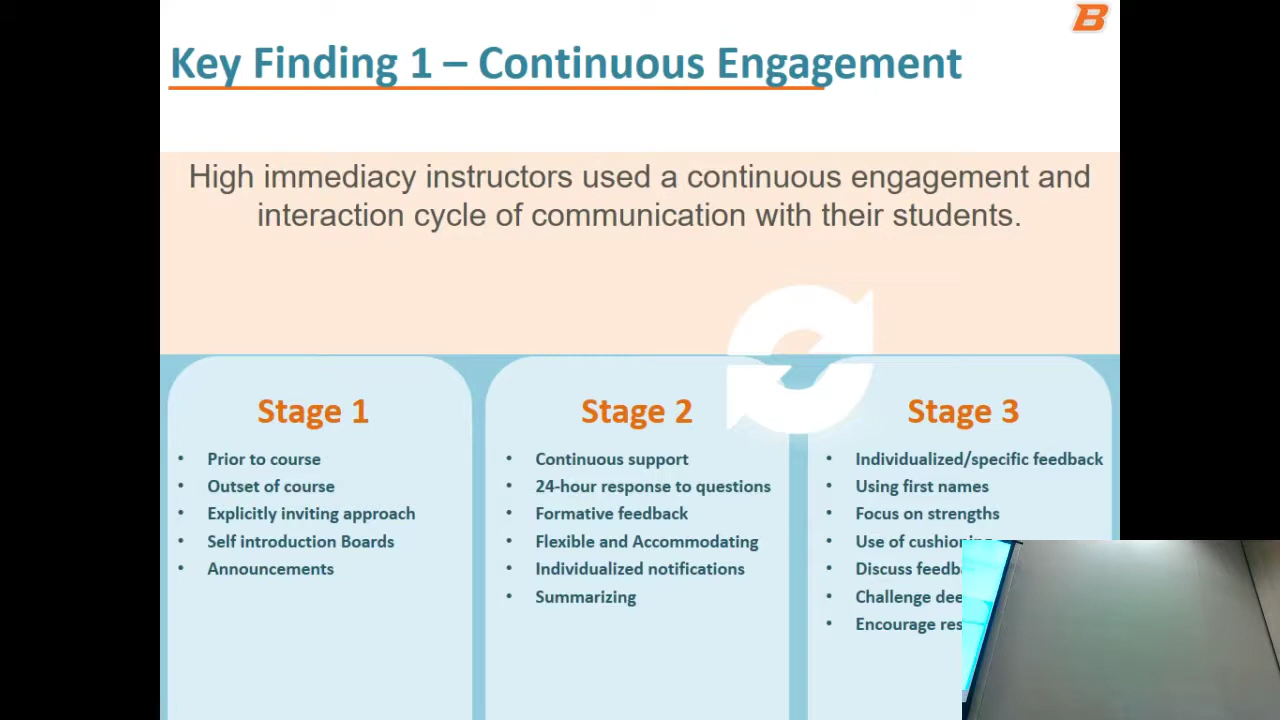 B
Key Finding 1 – Continuous Engagement
High immediacy instructors used a continuous engagement and
interaction cycle of communication with their students.
Stage 1
• Prior to course
• Outset of course
• Explicitly inviting approach
• Self introduction Boards
• Announcements
Stage 2
• Continuous support
• 24-hour response to questions
• Formative feedback
• Flexible and Accommodating
• Individualized notifications
• Summarizing
Stage 3
• Individualized/specific feedback
• Using first names
• Focus on strengths
• Use of cushioning
• Discuss
• Challenge
• Encourage